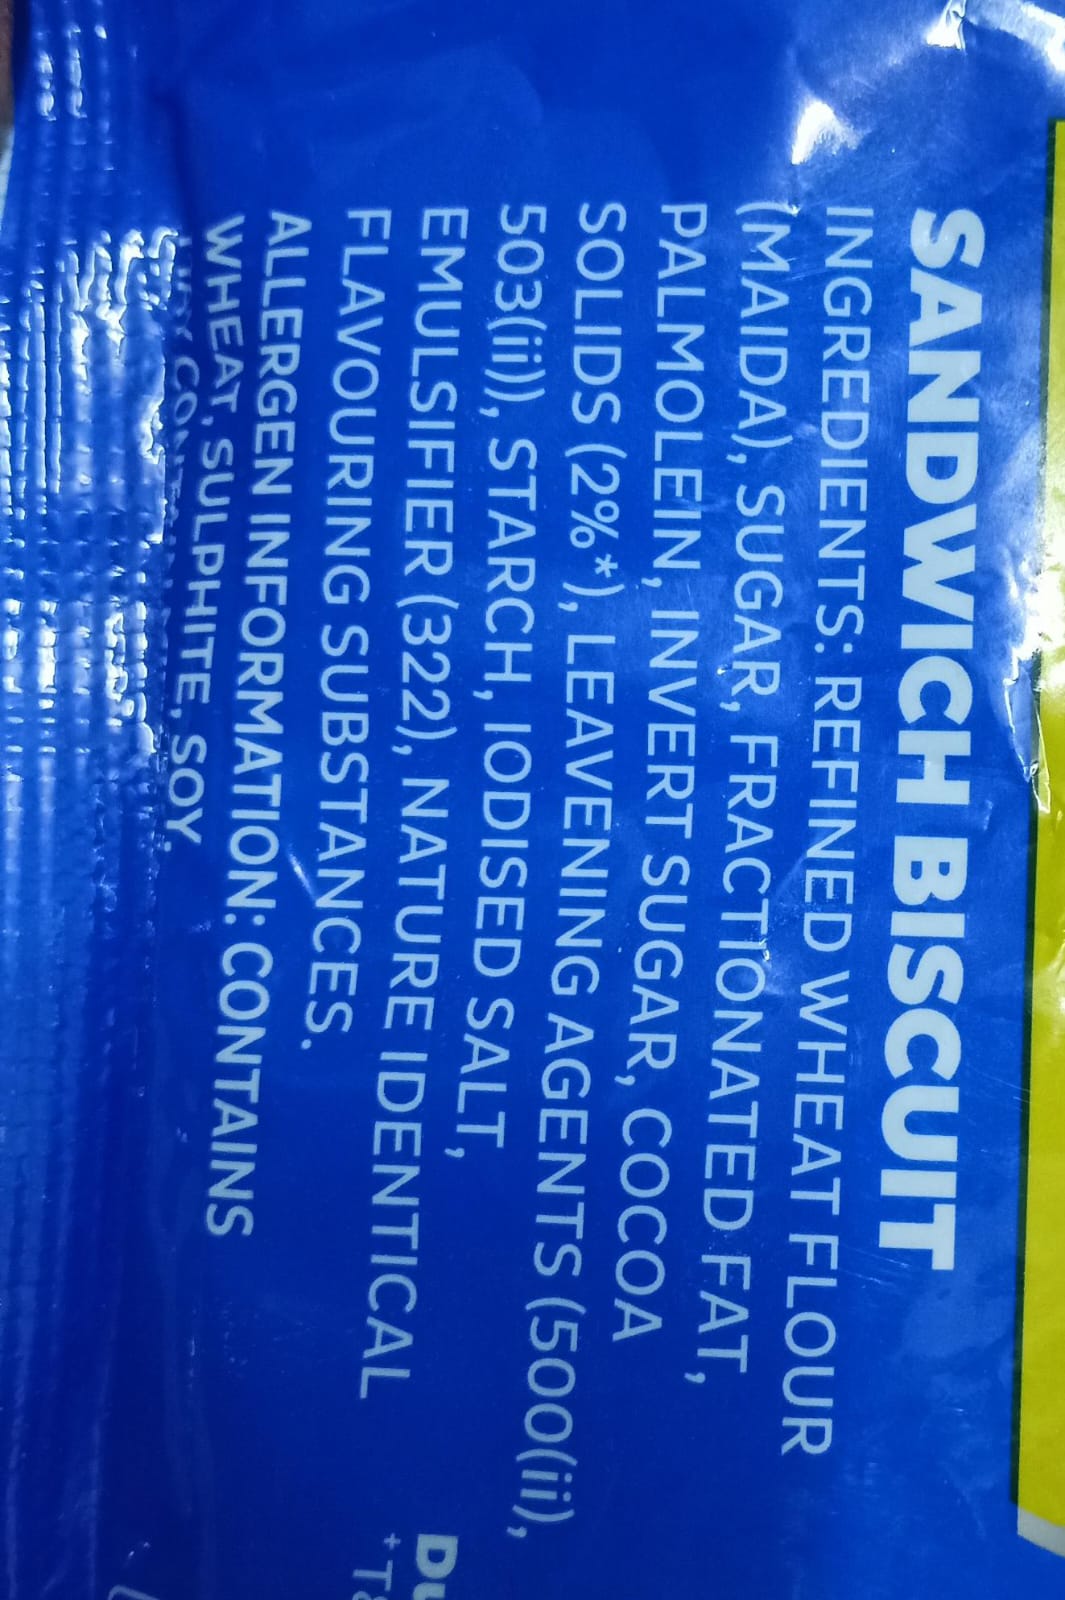 SANDWICH BISCUIT
INGREDIENTS: REFINED WHEAT FLOUR
(MAIDA), SUGAR, FRACTIONATED FAT,
PALMOLEIN, INVERT SUGAR, COCOA
SOLIDS (2%*), LEAVENING AGENTS (500(ii),
503(ii)), STARCH, IODISED SALT,
EMULSIFIER (322), NATURE IDENTICAL
FLAVOURING SUBSTANCES.
ALLERGEN INFORMATION: CONTAINS
WHEAT, SULPHITE, SOY.